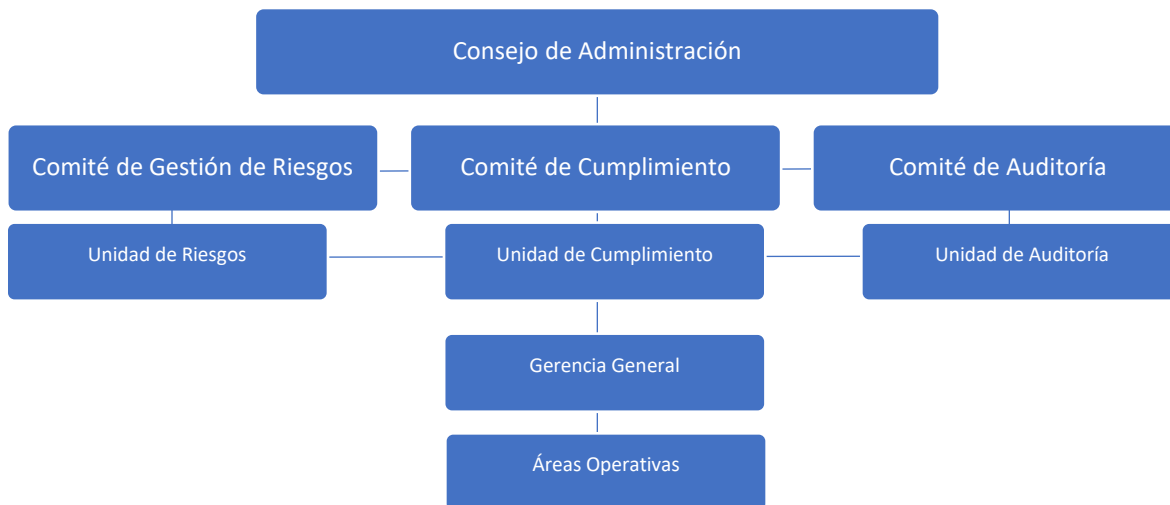 Consejo de Administración
Comité de Gestión de Riesgos
Comité de Cumplimiento
Comité de Auditoría
Unidad de Riesgos
Unidad de Cumplimiento
Unidad de Auditoría
Gerencia General
Áreas Operativas